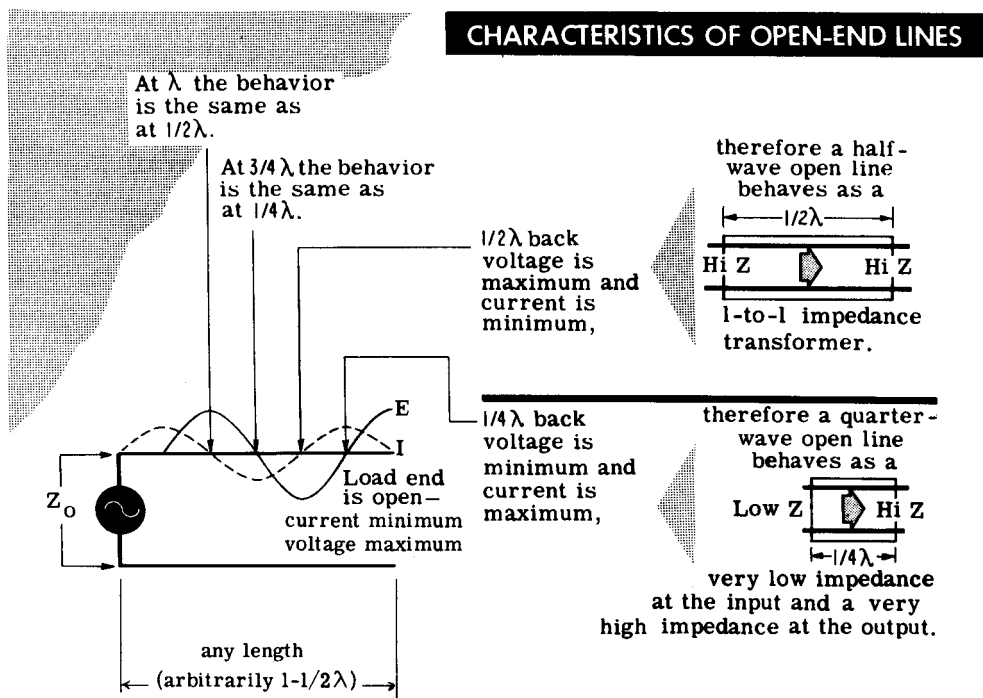 CHARACTERISTICS OF OPEN-END LINES
At λ the behavior
is the same as
at 1/2λ.
At 3/4 λ the behavior
is the same as
at 1/4λ.
1/2λ back
voltage is
maximum and
current is
minimum,
therefore a half-
wave open line
behaves as a
1/2λ
Hi Z
Hi Z
1-to-1 impedance
transformer.
E
I
Load end
is open—
current minimum
voltage maximum
Zo
any length
(arbitrarily 1-1/2λ)
1/4λ back
voltage is
minimum and
current is
maximum,
therefore a quarter-
wave open line
behaves as a
Low Z
Hi Z
1/4λ
very low impedance
at the input and a very
high impedance at the output.